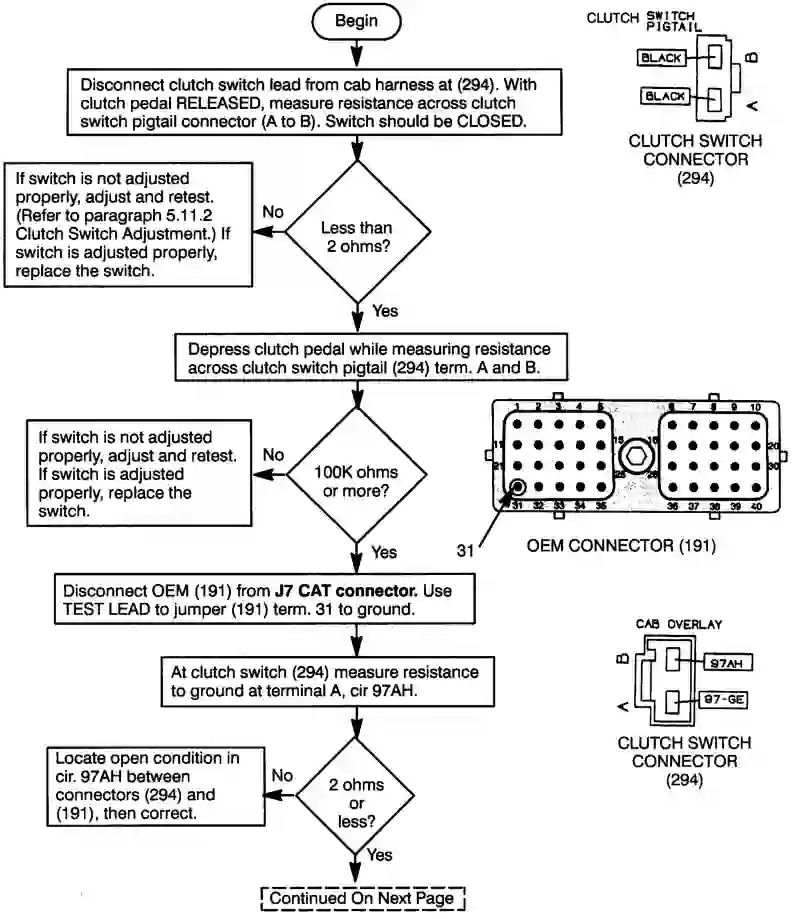 Begin
CLUTCH SWITCH
PIGTAIL
BLACK
B
BLACK
A
CLUTCH SWITCH
CONNECTOR
(294)
Disconnect clutch switch lead from cab harness at (294). With
clutch pedal RELEASED, measure resistance across clutch
switch pigtail connector (A to B). Switch should be CLOSED.
If switch is not adjusted
properly, adjust and retest.
(Refer to paragraph 5.11.2
Clutch Switch Adjustment.) If
switch is adjusted properly,
replace the switch.
No
Less than
2 ohms?
Yes
Depress clutch pedal while measuring resistance
across clutch switch pigtail (294) term. A and B.
If switch is not adjusted
properly, adjust and retest.
If switch is adjusted
properly, replace the
switch.
No
100K ohms
or more?
Yes
1 2 3 4 5 6 7 8 9 10
11 15 16 20
21 25 26 30
31 32 33 34 35 36 37 38 39 40
31
OEM CONNECTOR (191)
Disconnect OEM (191) from J7 CAT connector. Use
TEST LEAD to jumper (191) term. 31 to ground.
At clutch switch (294) measure resistance
to ground at terminal A, cir 97AH.
CAB OVERLAY
B
97AH
A
97-GE
CLUTCH SWITCH
CONNECTOR
(294)
Locate open condition in
cir. 97AH between
connectors (294) and
(191), then correct.
No
2 ohms
or
less?
Yes
Continued On Next Page